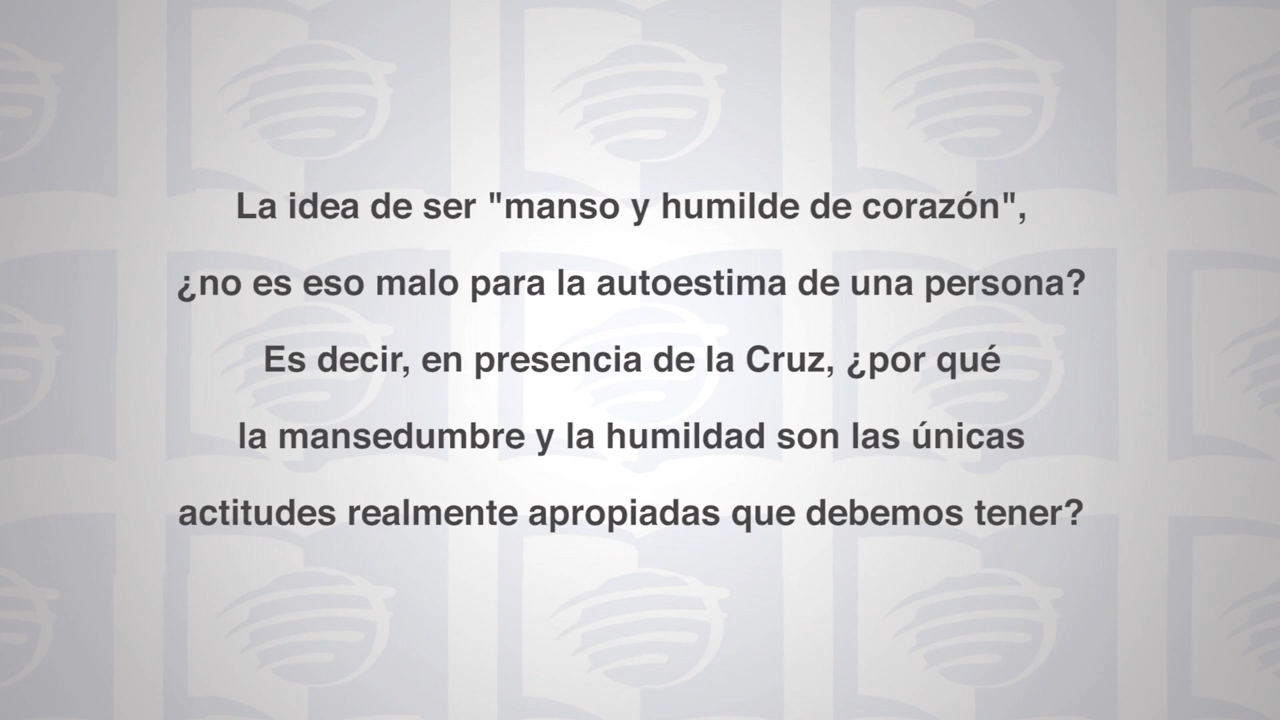 La idea de ser "manso y humilde de corazón",
¿no es eso malo para la autoestima de una persona?
Es decir, en presencia de la Cruz, ¿por qué
la mansedumbre y la humildad son las únicas
actitudes realmente apropiadas que debemos tener?